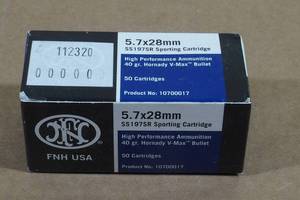 112320
000000
5.7x28mm
SS197SR Sporting Cartridge
High Performance Ammunition
40 gr. Hornady V-Max™ Bullet
50 Cartridges
Product No: 10700017
FN
FNH USA
5.7x28mm
SS197SR Sporting Cartridge
High Performance Ammunition
40 gr. Hornady V-Max™ Bullet
50 Cartridges
Product No: 10700017